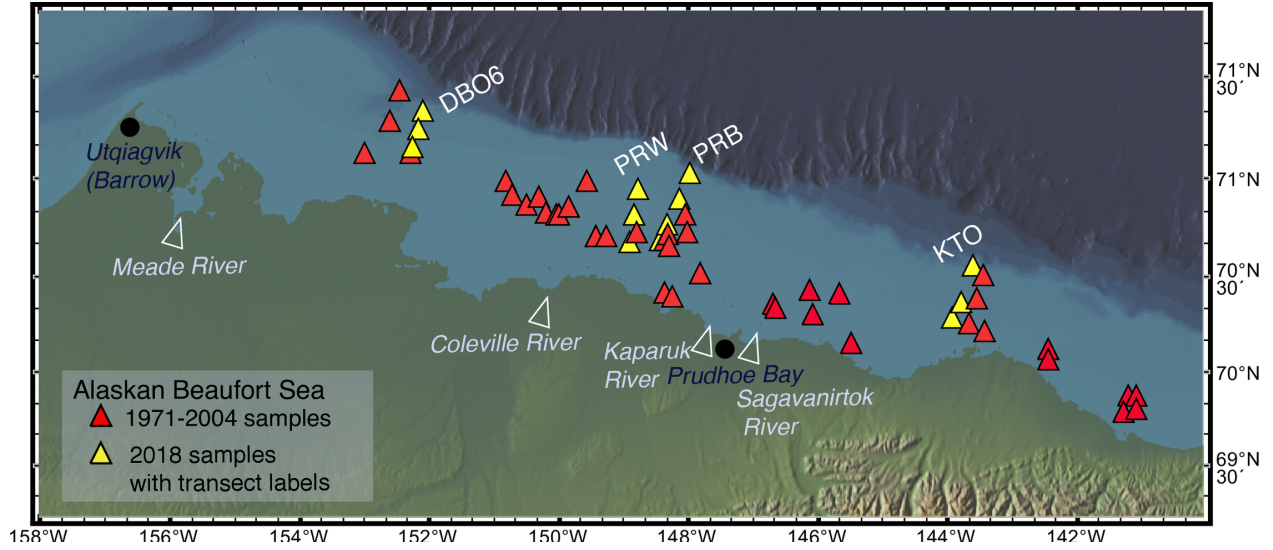 71°N
30´
DBO6
Utqiagvik
(Barrow)
PRW
PRB
71°N
Meade River
KTO
70°N
30´
Coleville River
Kaparuk
River
Prudhoe Bay
70°N
Sagavanirtok
River
Alaskan Beaufort Sea
1971-2004 samples
2018 samples
with transect labels
69°N
30´
158°W
156°W
154°W
152°W
150°W
148°W
146°W
144°W
142°W